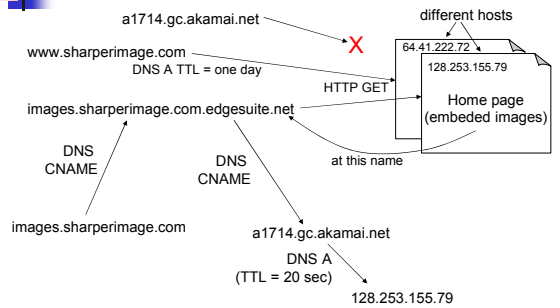 a1714.gc.akamai.net
different hosts
X
64.41.222.72
www.sharperimage.com
DNS A TTL = one day
128.253.155.79
HTTP GET
Home page
(embeded images)
images.sharperimage.com.edgesuite.net
at this name
DNS
CNAME
DNS
CNAME
images.sharperimage.com
a1714.gc.akamai.net
DNS A
(TTL = 20 sec)
128.253.155.79